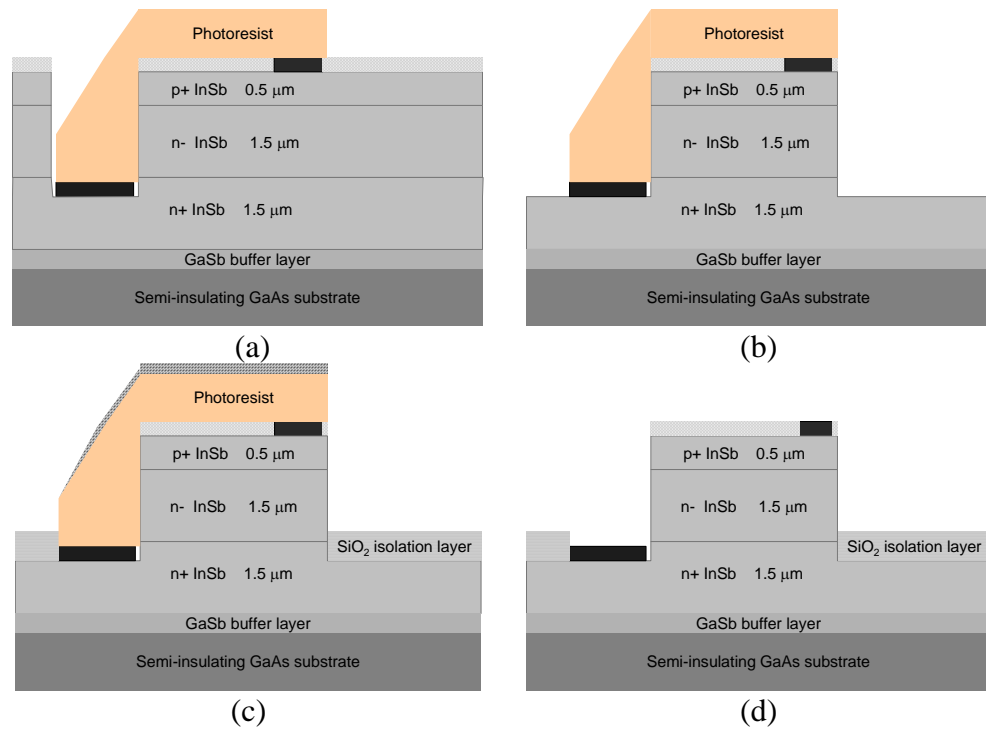 Photoresist
p+ InSb 0.5 μm
n- InSb 1.5 μm
n+ InSb 1.5 μm
GaSb buffer layer
Semi-insulating GaAs substrate
(a)
Photoresist
p+ InSb 0.5 μm
n- InSb 1.5 μm
n+ InSb 1.5 μm
GaSb buffer layer
Semi-insulating GaAs substrate
(b)
Photoresist
p+ InSb 0.5 μm
n- InSb 1.5 μm
SiO₂ isolation layer
n+ InSb 1.5 μm
GaSb buffer layer
Semi-insulating GaAs substrate
(c)
p+ InSb 0.5 μm
n- InSb 1.5 μm
SiO₂ isolation layer
n+ InSb 1.5 μm
GaSb buffer layer
Semi-insulating GaAs substrate
(d)